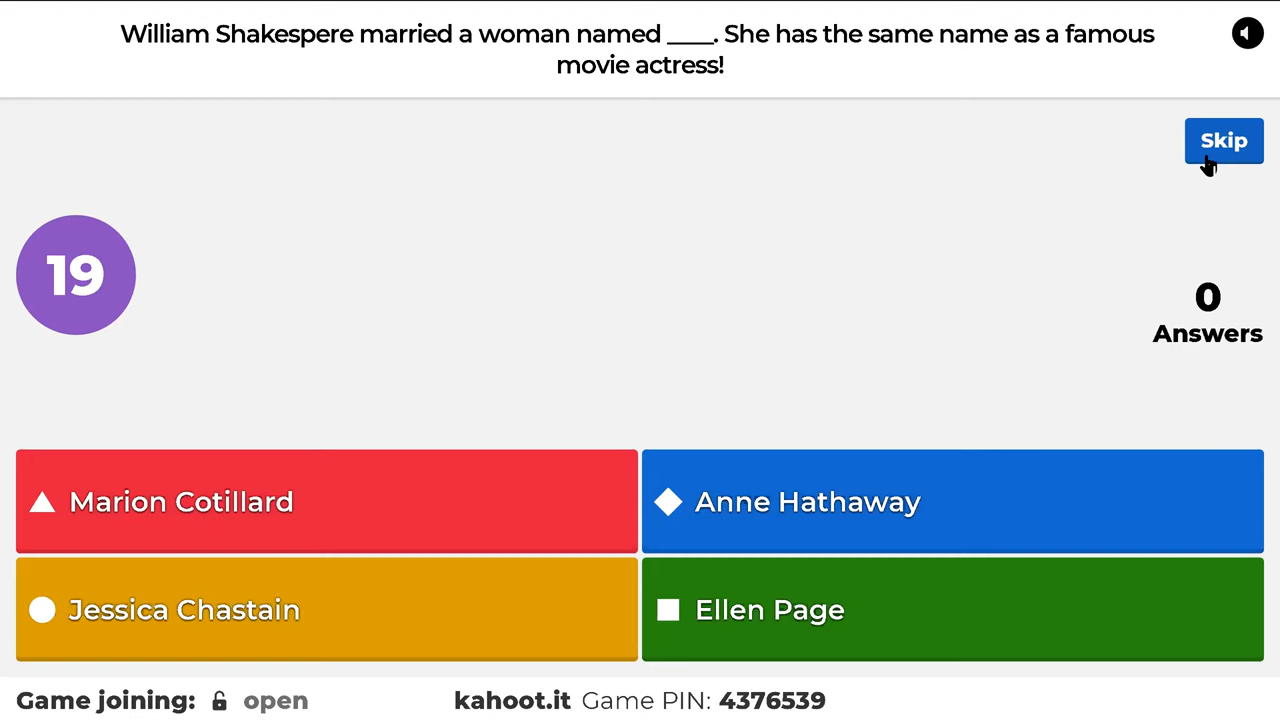 William Shakespere married a woman named ____. She has the same name as a famous
movie actress!
Skip
19
0
Answers
Marion Cotillard
Anne Hathaway
Jessica Chastain
Ellen Page
Game joining: open
kahoot.it Game PIN: 4376539